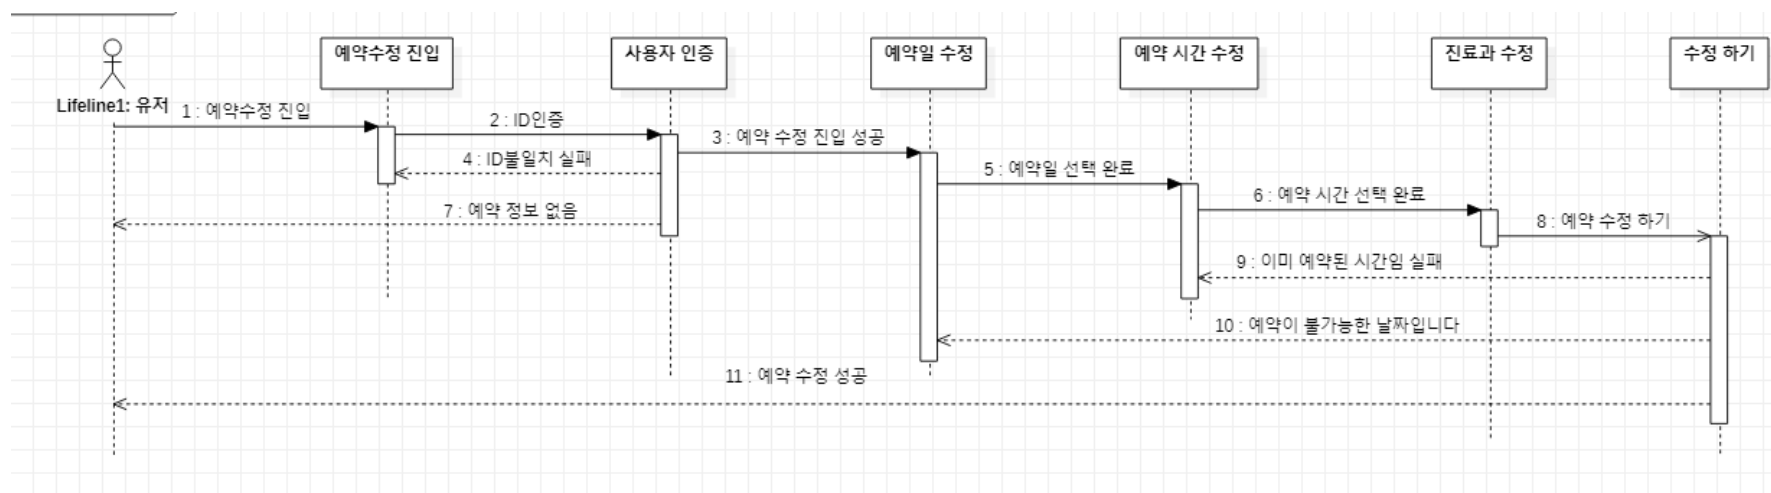 예약수정 진입
사용자 인증
예약일 수정
예약 시간 수정
진료과 수정
수정 하기
Lifeline1: 유저
1 : 예약수정 진입
2 : ID인증
3 : 예약 수정 진입 성공
4 : ID불일치 실패
5 : 예약일 선택 완료
6 : 예약 시간 선택 완료
7 : 예약 정보 없음
8 : 예약 수정 하기
9 : 이미 예약된 시간임 실패
10 : 예약이 불가능한 날짜입니다
11 : 예약 수정 성공